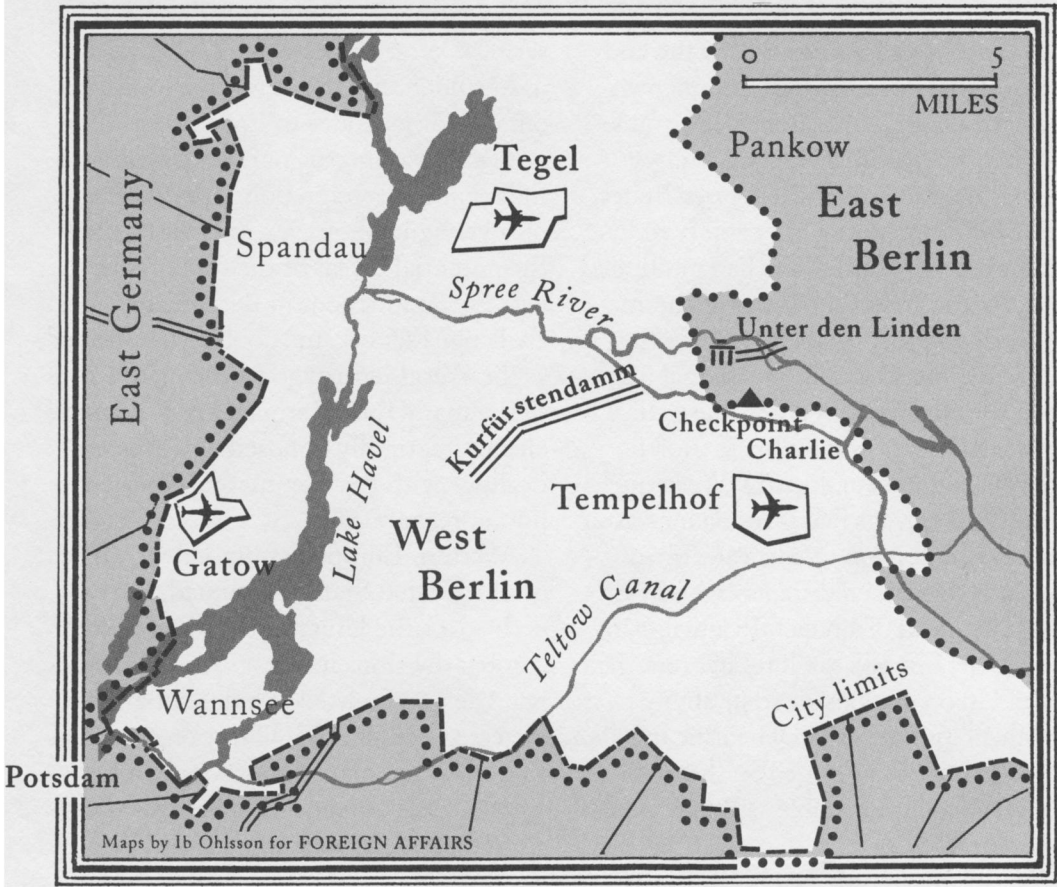 0 5
MILES
Tegel
Pankow
East
Berlin
East Germany
Spandau
Spree River
Unter den Linden
Kurfürstendamm
Checkpoint
Charlie
Lake Havel
Tempelhof
West
Berlin
Gatow
Teltow Canal
Wannsee
City limits
Potsdam
Maps by Ib Ohlsson for FOREIGN AFFAIRS